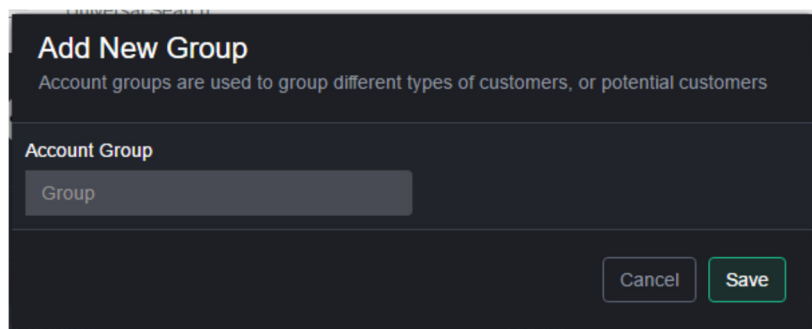 Add New Group
Account groups are used to group different types of customers, or potential customers
Account Group
Group
Cancel
Save